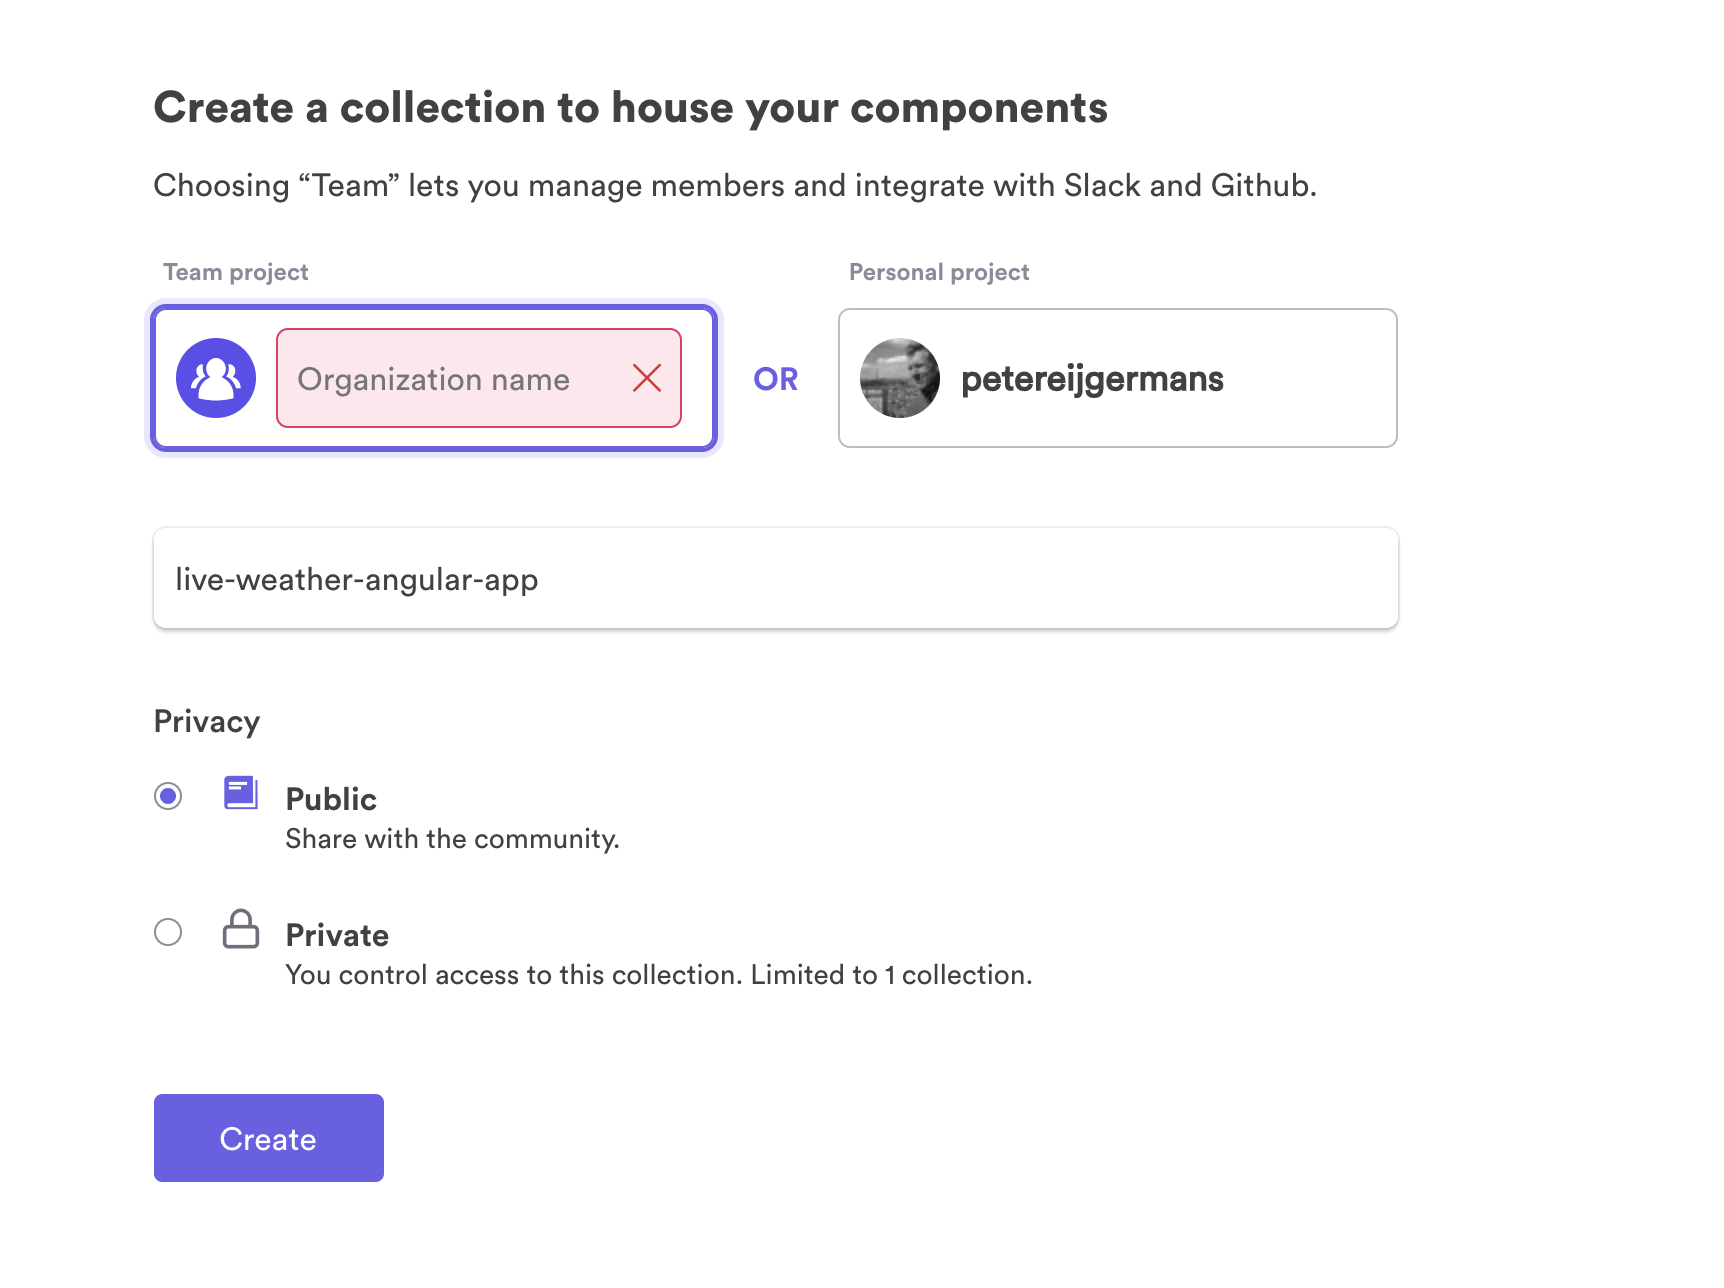 Create a collection to house your components
Choosing “Team” lets you manage members and integrate with Slack and Github.
Team project
Personal project
Organization name
OR
petereijgermans
live-weather-angular-app
Privacy
Public
Share with the community.
Private
You control access to this collection. Limited to 1 collection.
Create